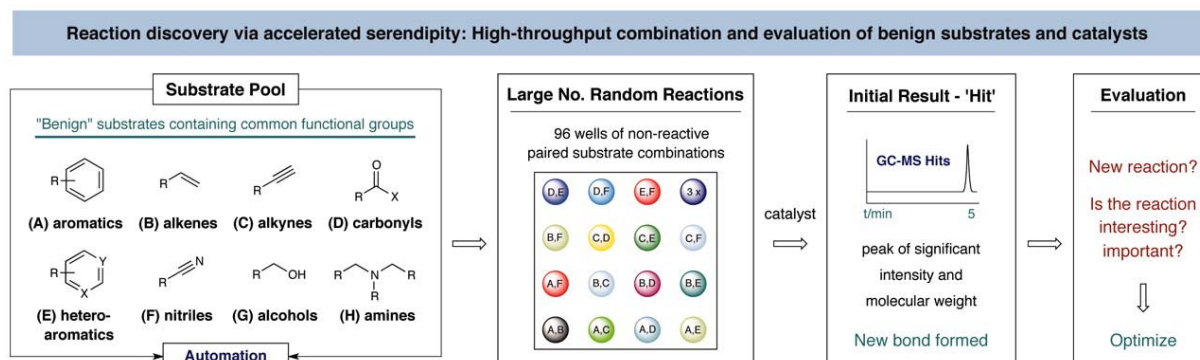 Reaction discovery via accelerated serendipity: High-throughput combination and evaluation of benign substrates and catalysts
Substrate Pool
"Benign" substrates containing common functional groups
R
R
R
O
R
X
(A) aromatics
(B) alkenes
(C) alkynes
(D) carbonyls
R
Y
X
R
N
R
OH
R
N
R
R
(E) hetero-
aromatics
(F) nitriles
(G) alcohols
(H) amines
Automation
Large No. Random Reactions
96 wells of non-reactive
paired substrate combinations
D,E
D,F
E,F
3 x
B,F
C,D
C,E
C,F
A,F
B,C
B,D
B,E
A,B
A,C
A,D
A,E
catalyst
Initial Result - 'Hit'
GC-MS Hits
t/min
5
peak of significant
intensity and
molecular weight
New bond formed
Evaluation
New reaction?
Is the reaction
interesting?
important?
Optimize